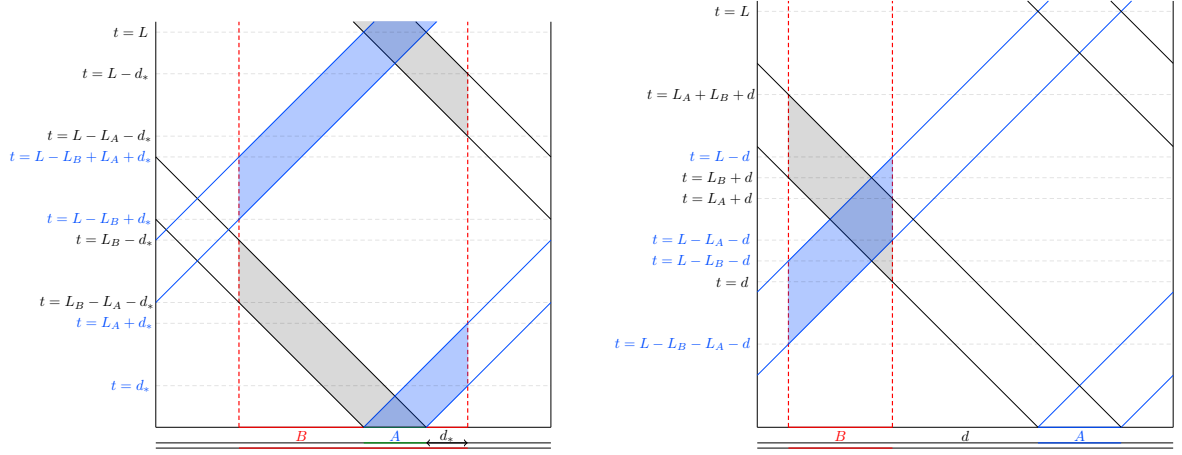 t = L
t = L − d*
t = L − L_A − d*
t = L − L_B + L_A + d*
t = L − L_B + d*
t = L_B − d*
t = L_B − L_A − d*
t = L_A + d*
t = d*
B A d*
t = L
t = L_A + L_B + d
t = L − d
t = L_B + d
t = L_A + d
t = L − L_A − d
t = L − L_B − d
t = d
t = L − L_B − L_A − d
B d A